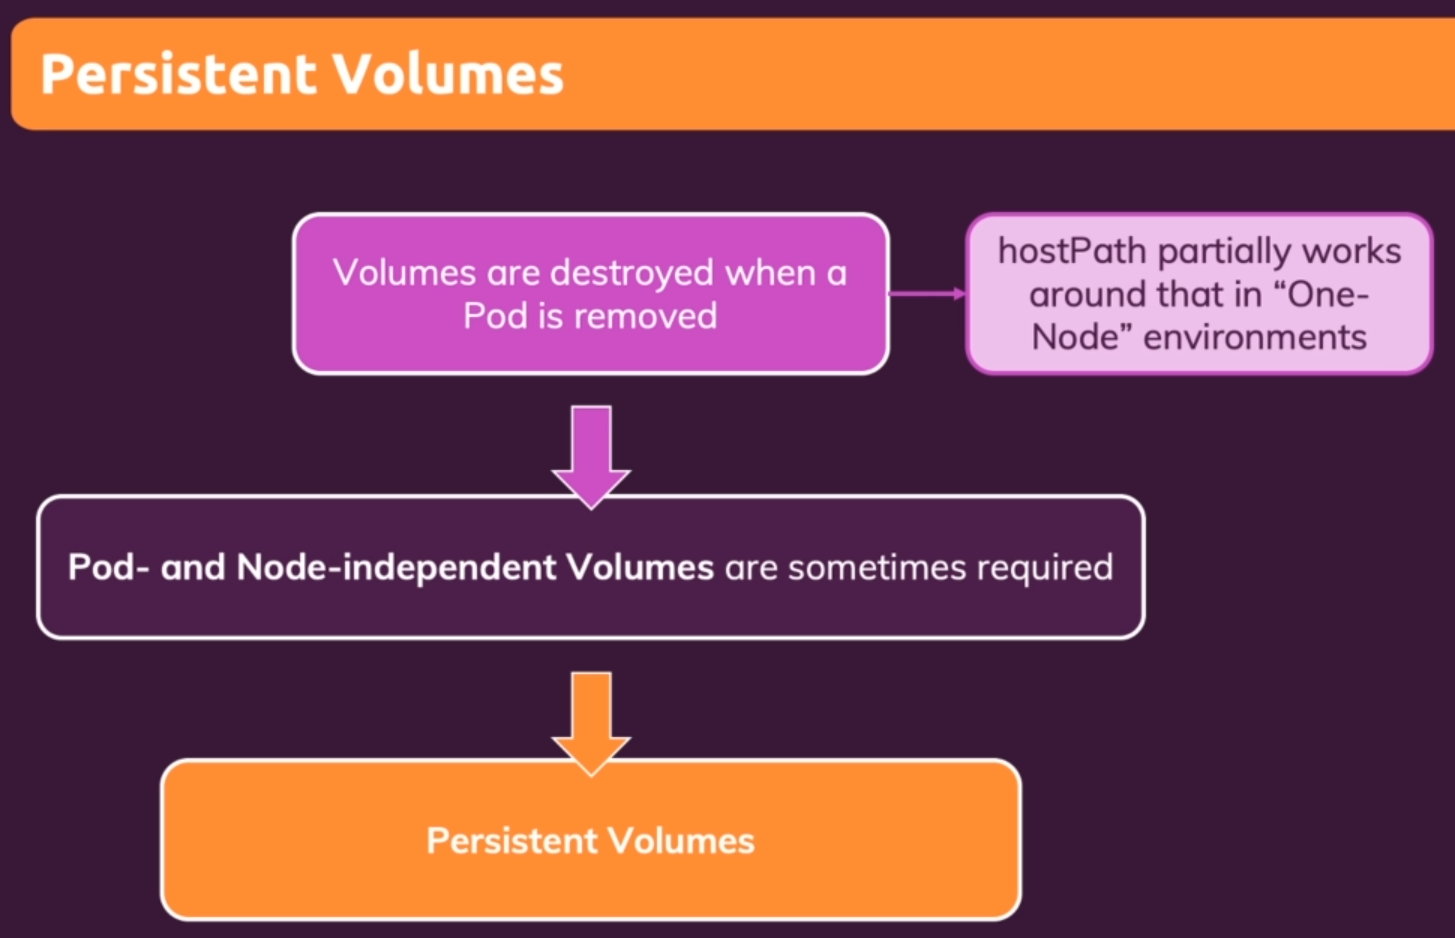 Persistent Volumes
Volumes are destroyed when a
Pod is removed
hostPath partially works
around that in “One-
Node” environments
Pod- and Node-independent Volumes are sometimes required
Persistent Volumes